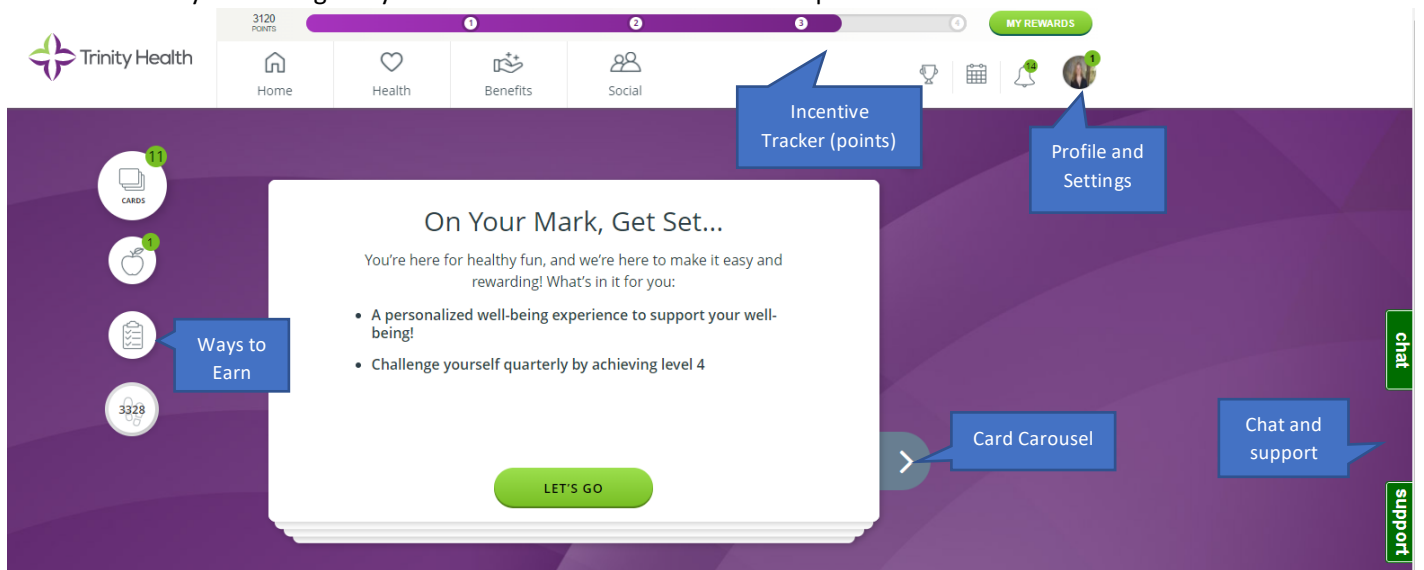 3120
POINTS
1
2
3
4
MY REWARDS
Trinity Health
Home
Health
Benefits
Social
14
1
Incentive
Tracker (points)
Profile and
Settings
11
CARDS
1
On Your Mark, Get Set...
You're here for healthy fun, and we're here to make it easy and
rewarding! What's in it for you:
• A personalized well-being experience to support your well-
being!
• Challenge yourself quarterly by achieving level 4
Ways to
Earn
3328
chat
Card Carousel
Chat and
support
LET'S GO
support